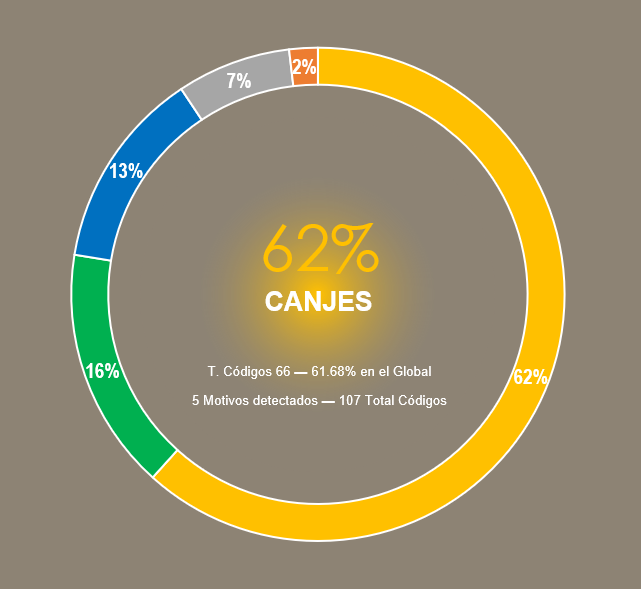 2%
7%
13%
62%
CANJES
16%
T. Códigos 66 — 61.68% en el Global
62%
5 Motivos detectados — 107 Total Códigos